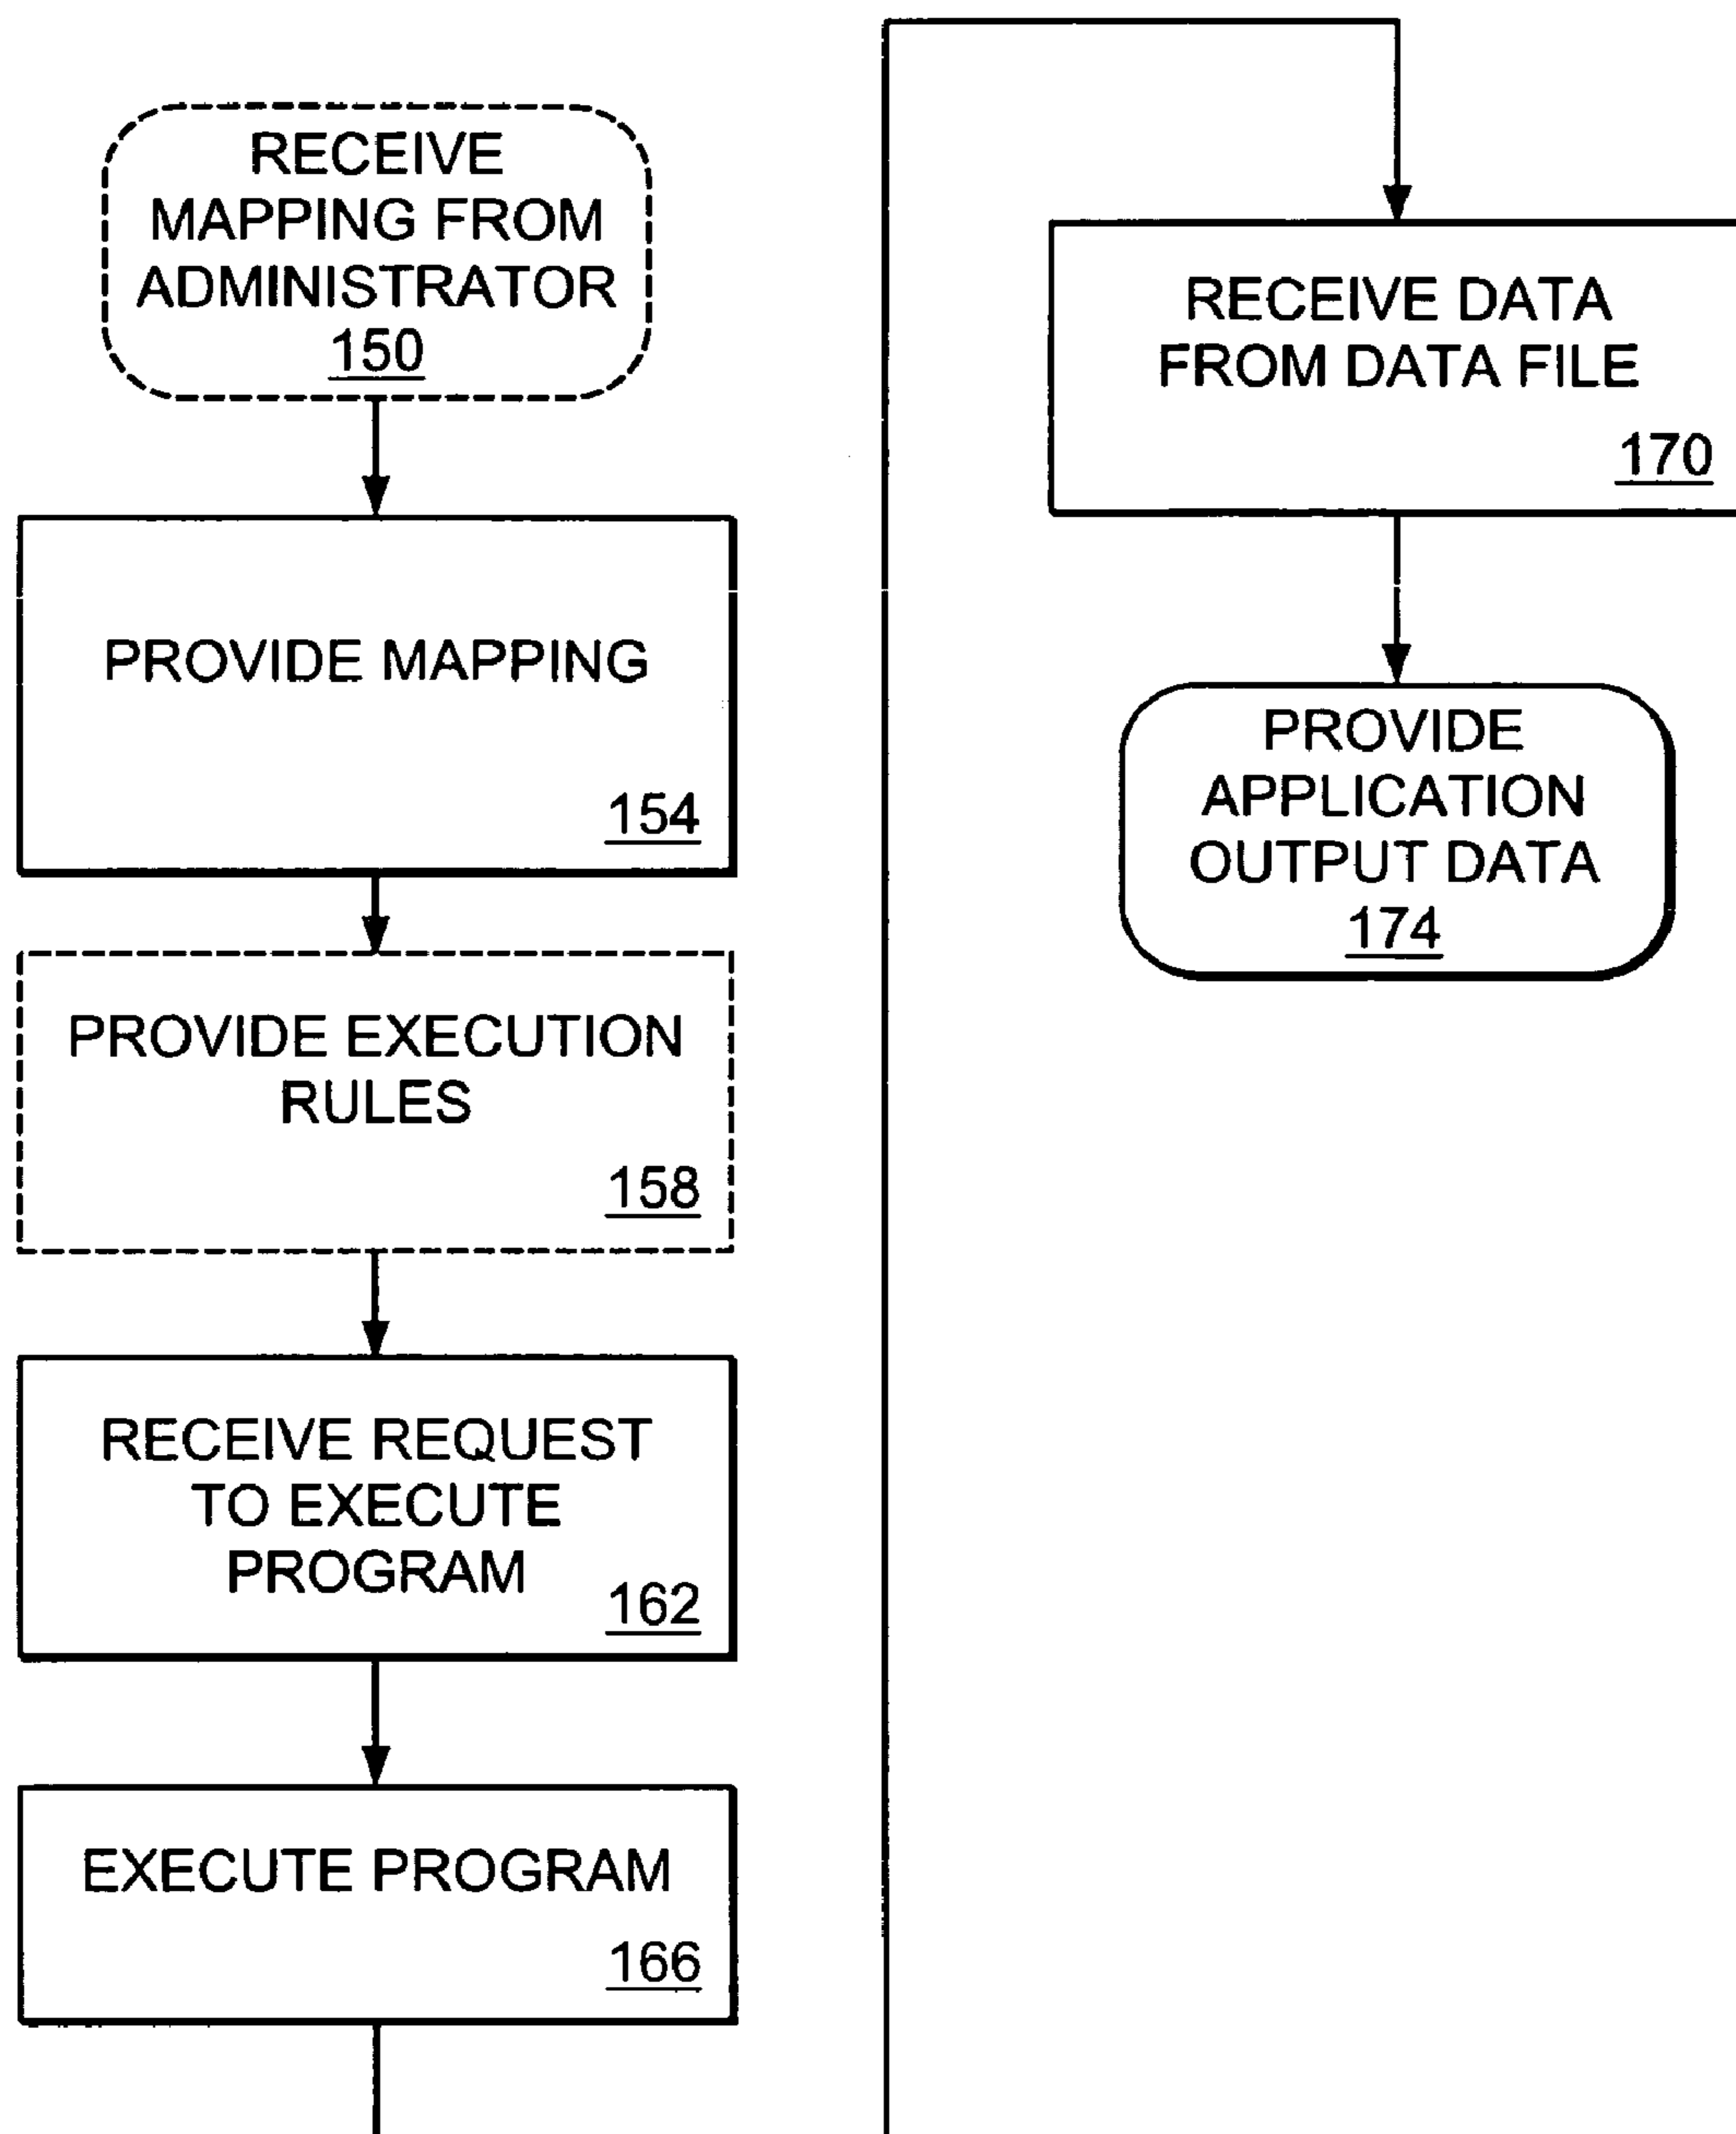 RECEIVE
MAPPING FROM
ADMINISTRATOR
150
PROVIDE MAPPING
154
PROVIDE EXECUTION
RULES
158
RECEIVE REQUEST
TO EXECUTE
PROGRAM
162
EXECUTE PROGRAM
166
RECEIVE DATA
FROM DATA FILE
170
PROVIDE
APPLICATION
OUTPUT DATA
174